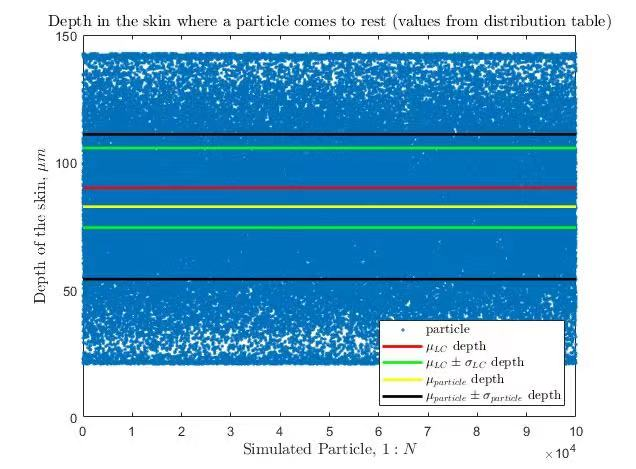 Depth in the skin where a particle comes to rest (values from distribution table)
150
100
50
0
Depth of the skin, μm
particle
μ_LC depth
μ_LC ± σ_LC depth
μ_particle depth
μ_particle ± σ_particle depth
0 1 2 3 4 5 6 7 8 9 10
Simulated Particle, 1 : N
×10^4